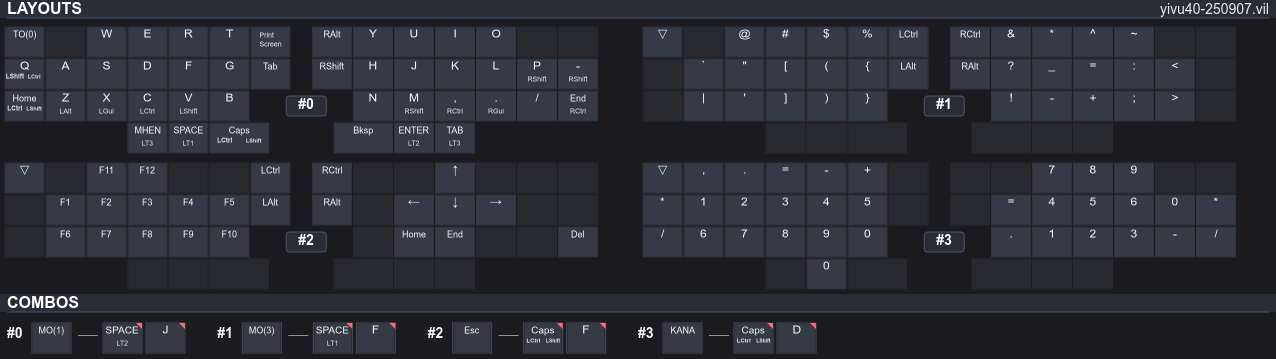 LAYOUTS yivu40-250907.vil
TO(0) W E R T Print Screen RAlt Y U I O
Q LShift LCtrl A S D F G Tab RShift H J K L P RShift - RShift
Home LCtrl LShift Z LAlt X LGui C LCtrl V LShift B #0 N M RShift , RCtrl . RGui / End RCtrl
MHEN LT3 SPACE LT1 Caps LCtrl LShift Bksp ENTER LT2 TAB LT3
▽ @ # $ % LCtrl RCtrl & * ^ ~
` " [ ( { LAlt RAlt ? _ = : <
| ' ] ) } #1 ! - + ; >
▽ F11 F12 LCtrl RCtrl ↑
F1 F2 F3 F4 F5 LAlt RAlt ← ↓ →
F6 F7 F8 F9 F10 #2 Home End Del
▽ , . = - + 7 8 9
* 1 2 3 4 5 = 4 5 6 0 *
/ 6 7 8 9 0 #3 . 1 2 3 - /
0
COMBOS
#0 MO(1) — SPACE LT2 J #1 MO(3) — SPACE LT1 F #2 Esc — Caps LCtrl LShift F #3 KANA — Caps LCtrl LShift D